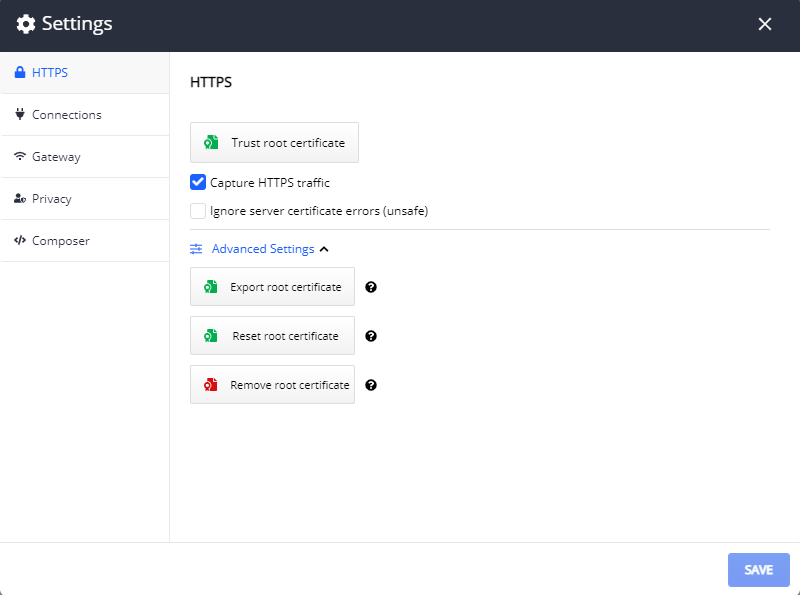 Settings
HTTPS
Connections
Gateway
Privacy
Composer
HTTPS
Trust root certificate
Capture HTTPS traffic
Ignore server certificate errors (unsafe)
Advanced Settings
Export root certificate
Reset root certificate
Remove root certificate
SAVE